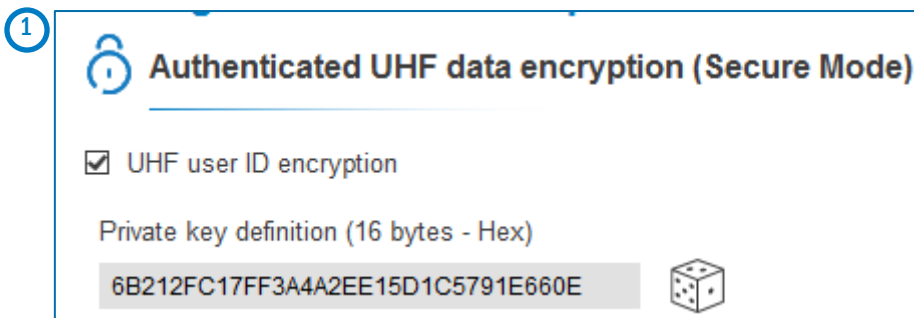 1
Authenticated UHF data encryption (Secure Mode)
UHF user ID encryption
Private key definition (16 bytes - Hex)
6B212FC17FF3A4A2EE15D1C5791E660E